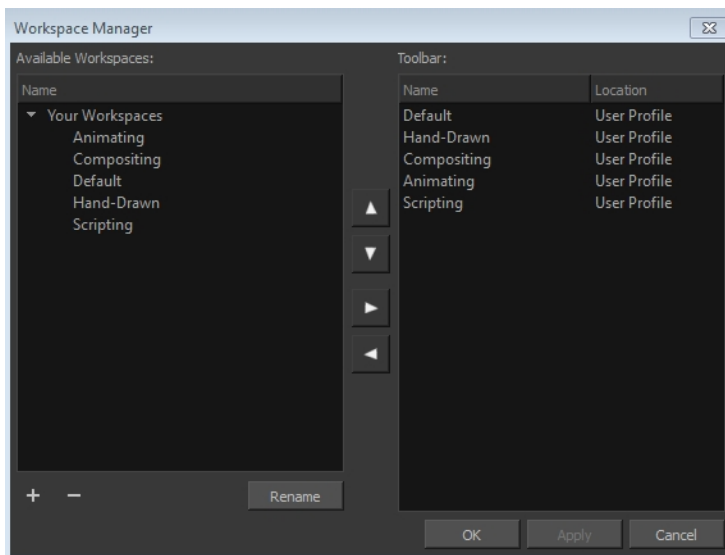 Workspace Manager
Available Workspaces:
Name
Your Workspaces
Animating
Compositing
Default
Hand-Drawn
Scripting
+ − Rename
Toolbar:
Name Location
Default User Profile
Hand-Drawn User Profile
Compositing User Profile
Animating User Profile
Scripting User Profile
OK Apply Cancel